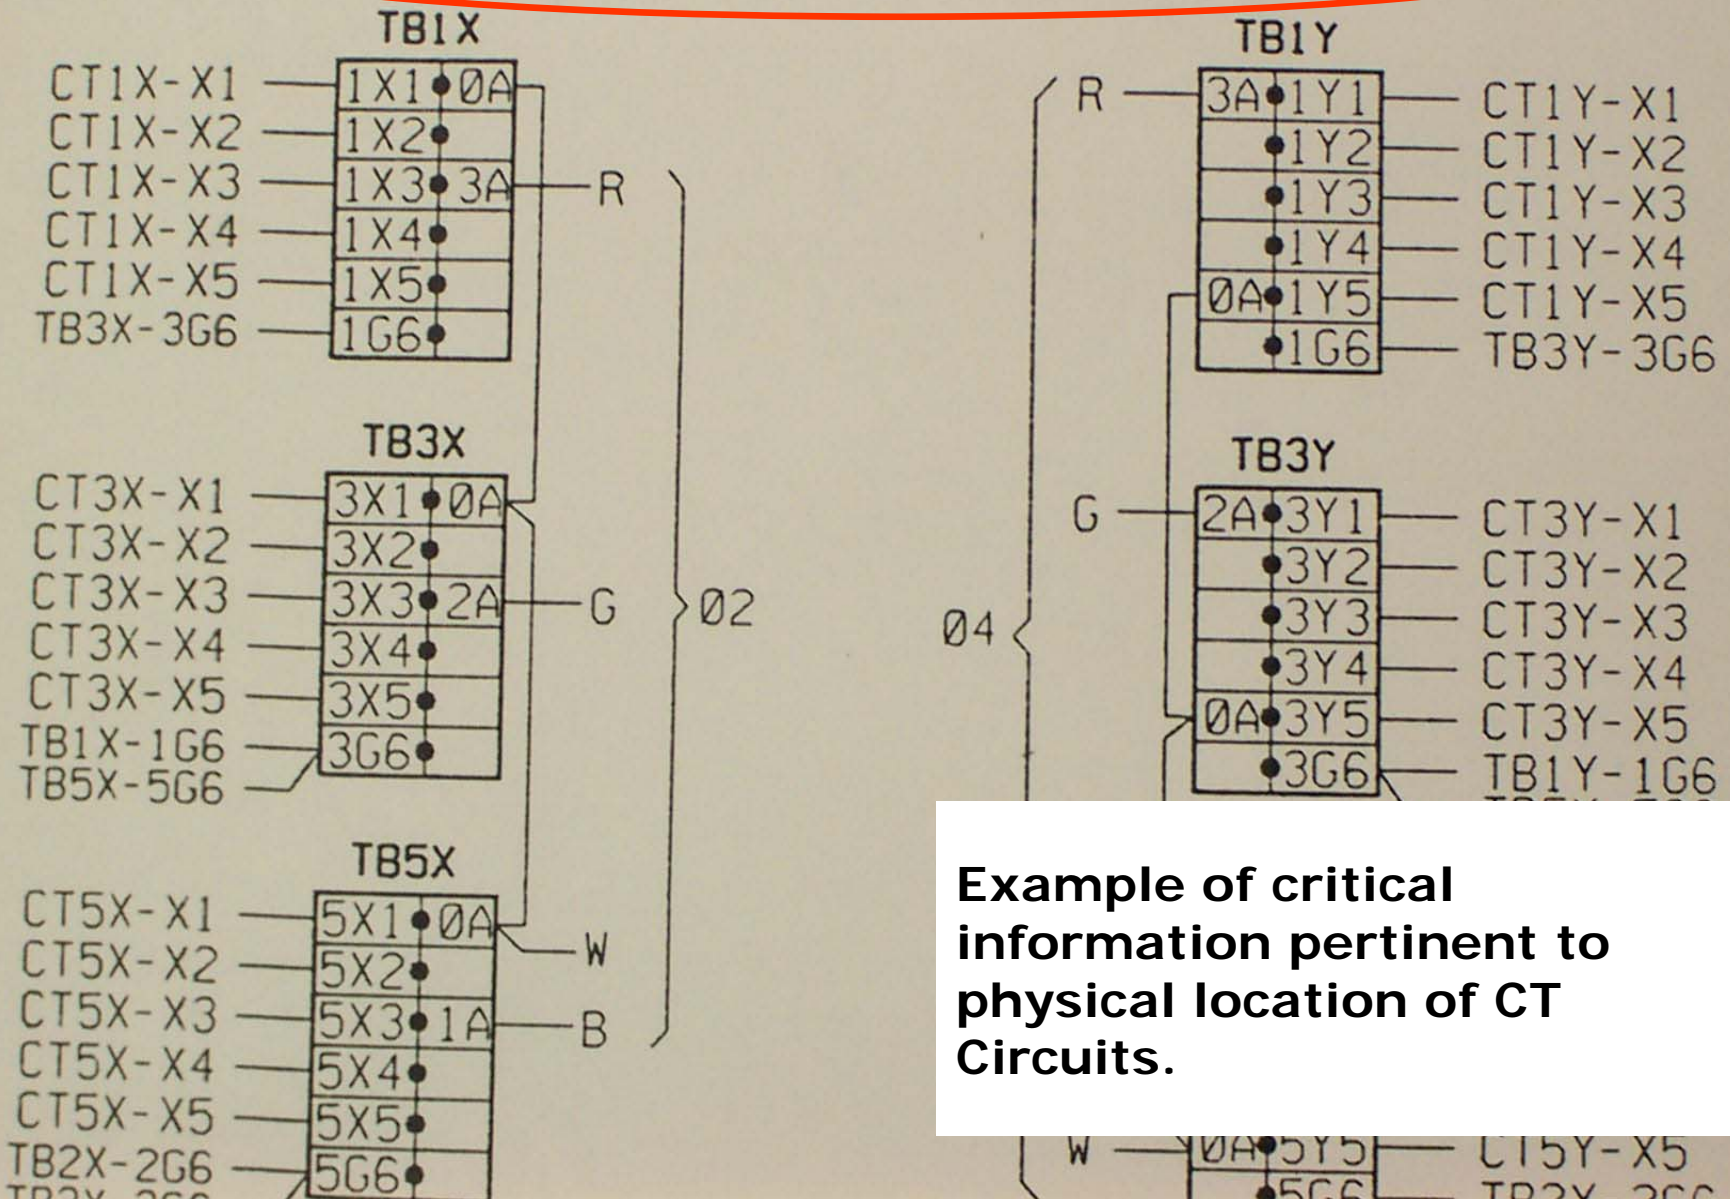 TB1X
CT1X-X1 1X1 0A
CT1X-X2 1X2
CT1X-X3 1X3 3A R
CT1X-X4 1X4
CT1X-X5 1X5
TB3X-3G6 1G6
TB3X
CT3X-X1 3X1 0A
CT3X-X2 3X2
CT3X-X3 3X3 2A G
CT3X-X4 3X4
CT3X-X5 3X5
TB1X-1G6 3G6
TB5X-5G6
02
TB5X
CT5X-X1 5X1 0A
W
CT5X-X2 5X2
CT5X-X3 5X3 1A B
CT5X-X4 5X4
CT5X-X5 5X5
TB2X-2G6 5G6
TB1Y
R 3A 1Y1 CT1Y-X1
1Y2 CT1Y-X2
1Y3 CT1Y-X3
1Y4 CT1Y-X4
0A 1Y5 CT1Y-X5
1G6 TB3Y-3G6
TB3Y
G 2A 3Y1 CT3Y-X1
3Y2 CT3Y-X2
3Y3 CT3Y-X3
04
3Y4 CT3Y-X4
0A 3Y5 CT3Y-X5
3G6 TB1Y-1G6
Example of critical
information pertinent to
physical location of CT
Circuits.
W 0A 5Y5 CT5Y-X5
5G6